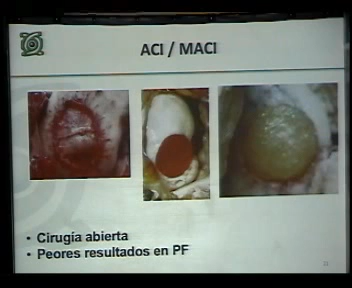 ACI / MACI
• Cirugía abierta
• Peores resultados en PF